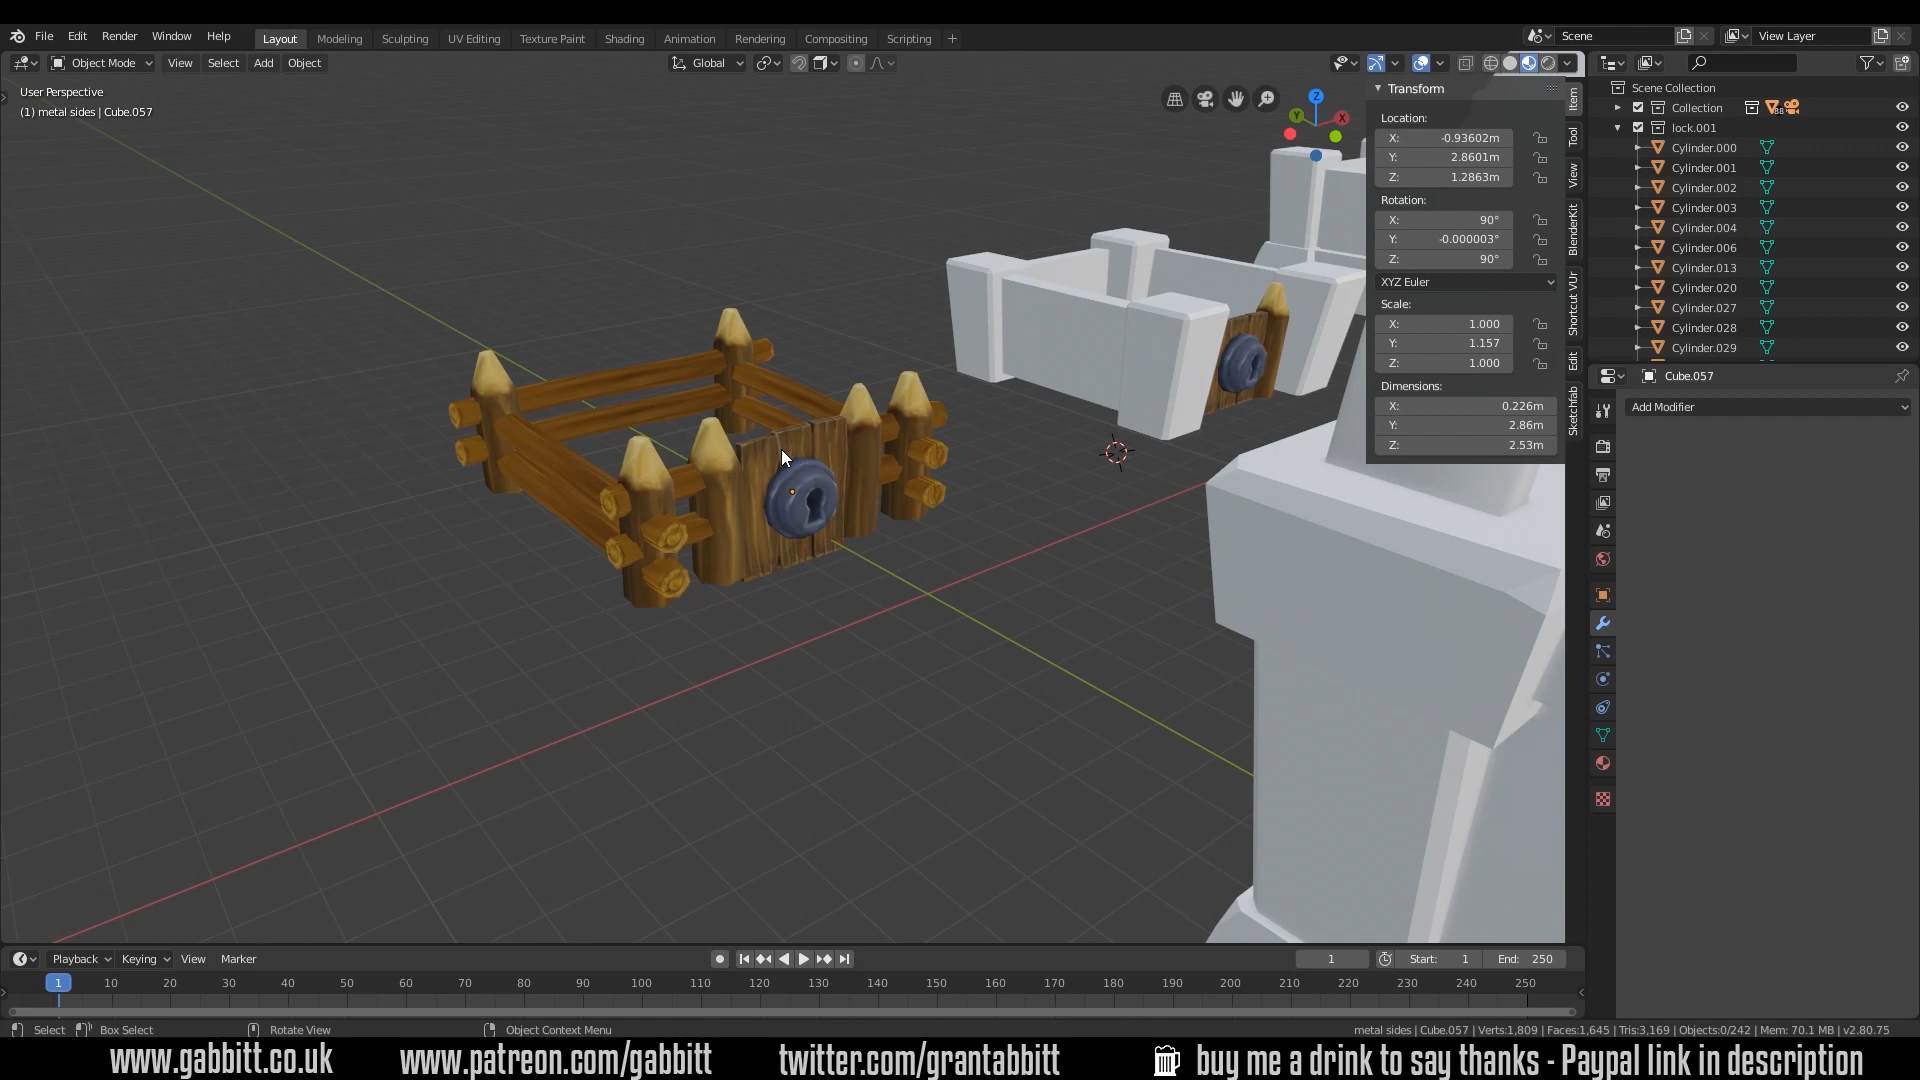 File Edit Render Window Help Layout Modeling Sculpting UV Editing Texture Paint Shading Animation Rendering Compositing Scripting + Scene View Layer
Object Mode View Select Add Object Global
User Perspective
(1) metal sides | Cube.057
Transform
Location:
X: -0.93602m
Y: 2.8601m
Z: 1.2863m
Rotation:
X: 90°
Y: -0.000003°
Z: 90°
XYZ Euler
Scale:
X: 1.000
Y: 1.157
Z: 1.000
Dimensions:
X: 0.226m
Y: 2.86m
Z: 2.53m
Item
Tool
View
BlenderKit
Shortcut VUr
Edit
Sketchfab
Z
Y
X
Scene Collection
Collection 88
lock.001
Cylinder.000
Cylinder.001
Cylinder.002
Cylinder.003
Cylinder.004
Cylinder.006
Cylinder.013
Cylinder.020
Cylinder.027
Cylinder.028
Cylinder.029
Cube.057
Add Modifier
Playback Keying View Marker 1 Start: 1 End: 250
1 10 20 30 40 50 60 70 80 90 100 110 120 130 140 150 160 170 180 190 200 210 220 230 240 250
Select Box Select Rotate View Object Context Menu metal sides | Cube.057 | Verts:1,809 | Faces:1,645 | Tris:3,169 | Objects:0/242 | Mem: 70.1 MB | v2.80.75
www.gabbitt.co.uk www.patreon.com/gabbitt twitter.com/grantabbitt buy me a drink to say thanks - Paypal link in description